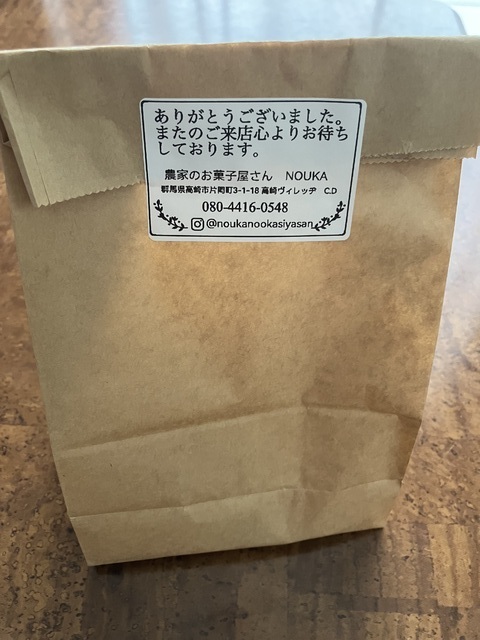 ありがとうございました。
またのご来店心よりお待ち
しております。
農家のお菓子屋さん NOUKA
群馬県高崎市片岡町3-1-18 高崎ヴィレッヂ C.D
080-4416-0548
@noukanookasiyasan